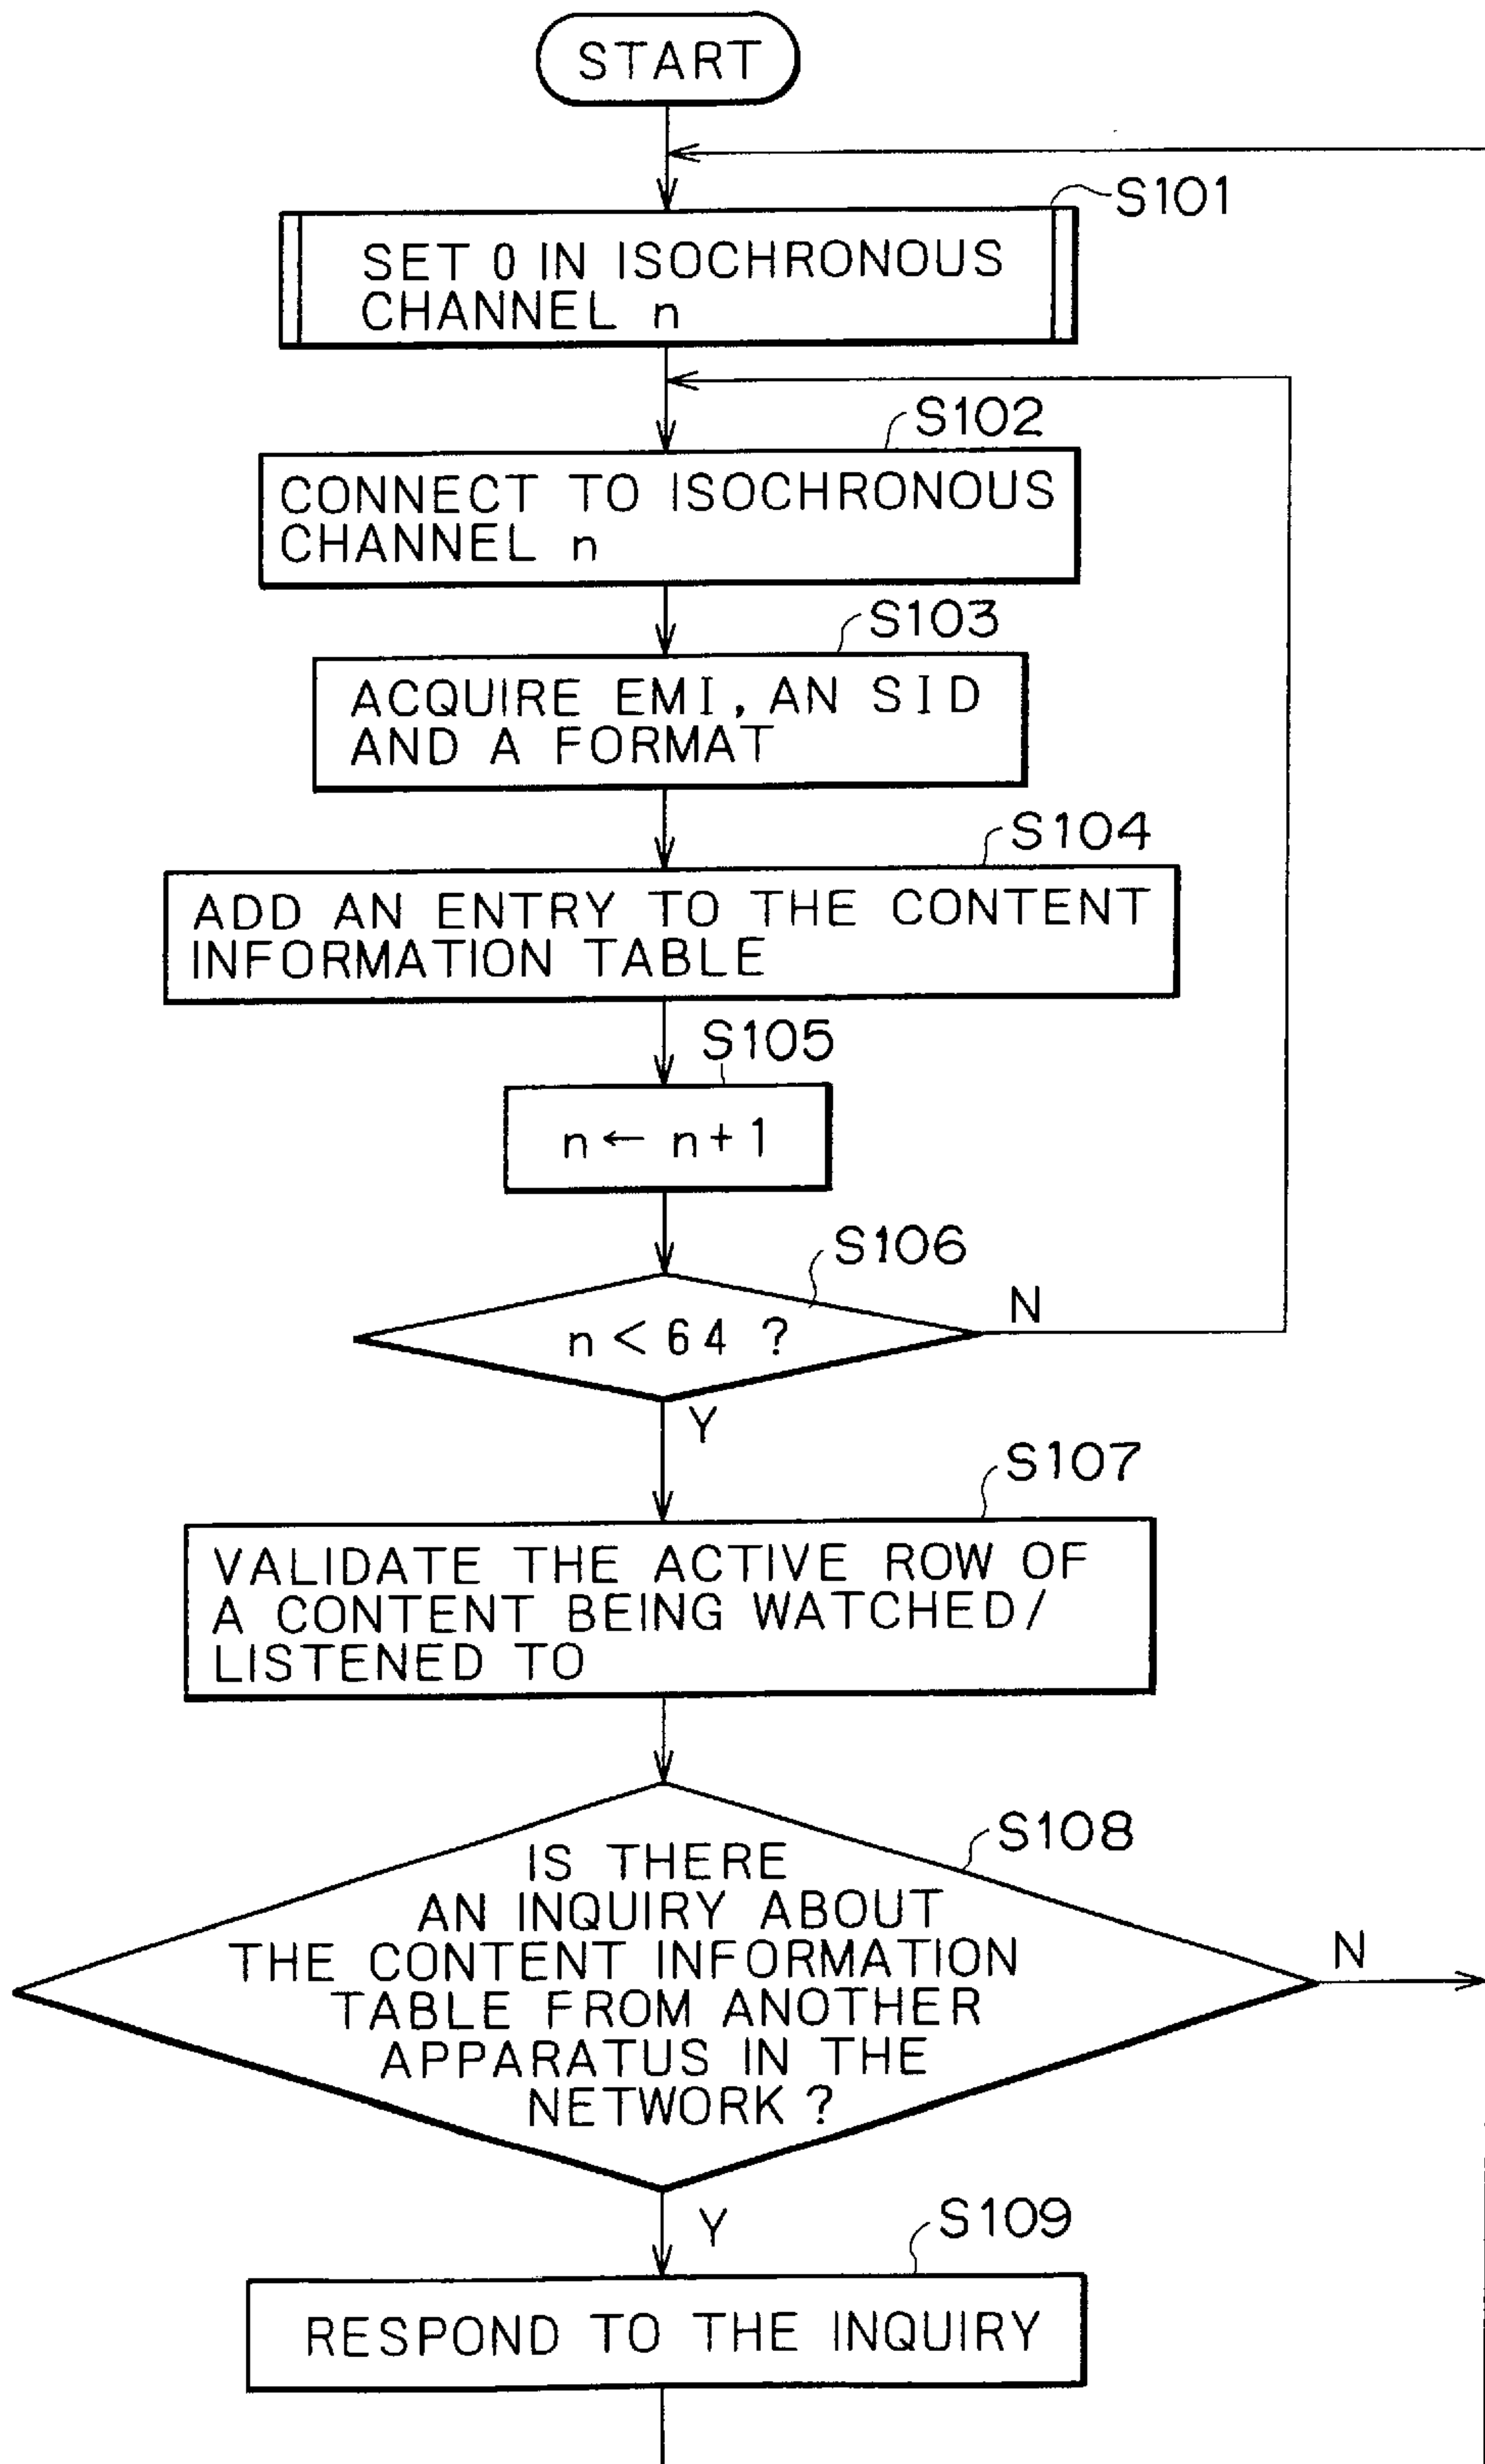 START
S101
SET 0 IN ISOCHRONOUS
CHANNEL n
S102
CONNECT TO ISOCHRONOUS
CHANNEL n
S103
ACQUIRE EMI, AN SID
AND A FORMAT
S104
ADD AN ENTRY TO THE CONTENT
INFORMATION TABLE
S105
n ← n+1
S106
n < 64 ?
N
Y
S107
VALIDATE THE ACTIVE ROW OF
A CONTENT BEING WATCHED/
LISTENED TO
S108
IS THERE
AN INQUIRY ABOUT
THE CONTENT INFORMATION
TABLE FROM ANOTHER
APPARATUS IN THE
NETWORK ?
N
Y
S109
RESPOND TO THE INQUIRY